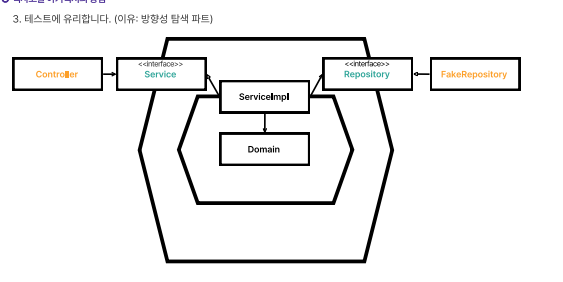 3. 테스트에 유리합니다. (이유: 방향성 탐색 파트)
Controller
<<interface>>
Service
<<interface>>
Repository
FakeRepository
ServiceImpl
Domain